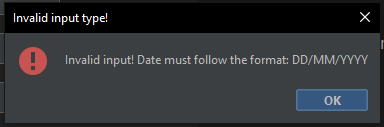 Invalid input type!
Invalid input! Date must follow the format: DD/MM/YYYY
OK